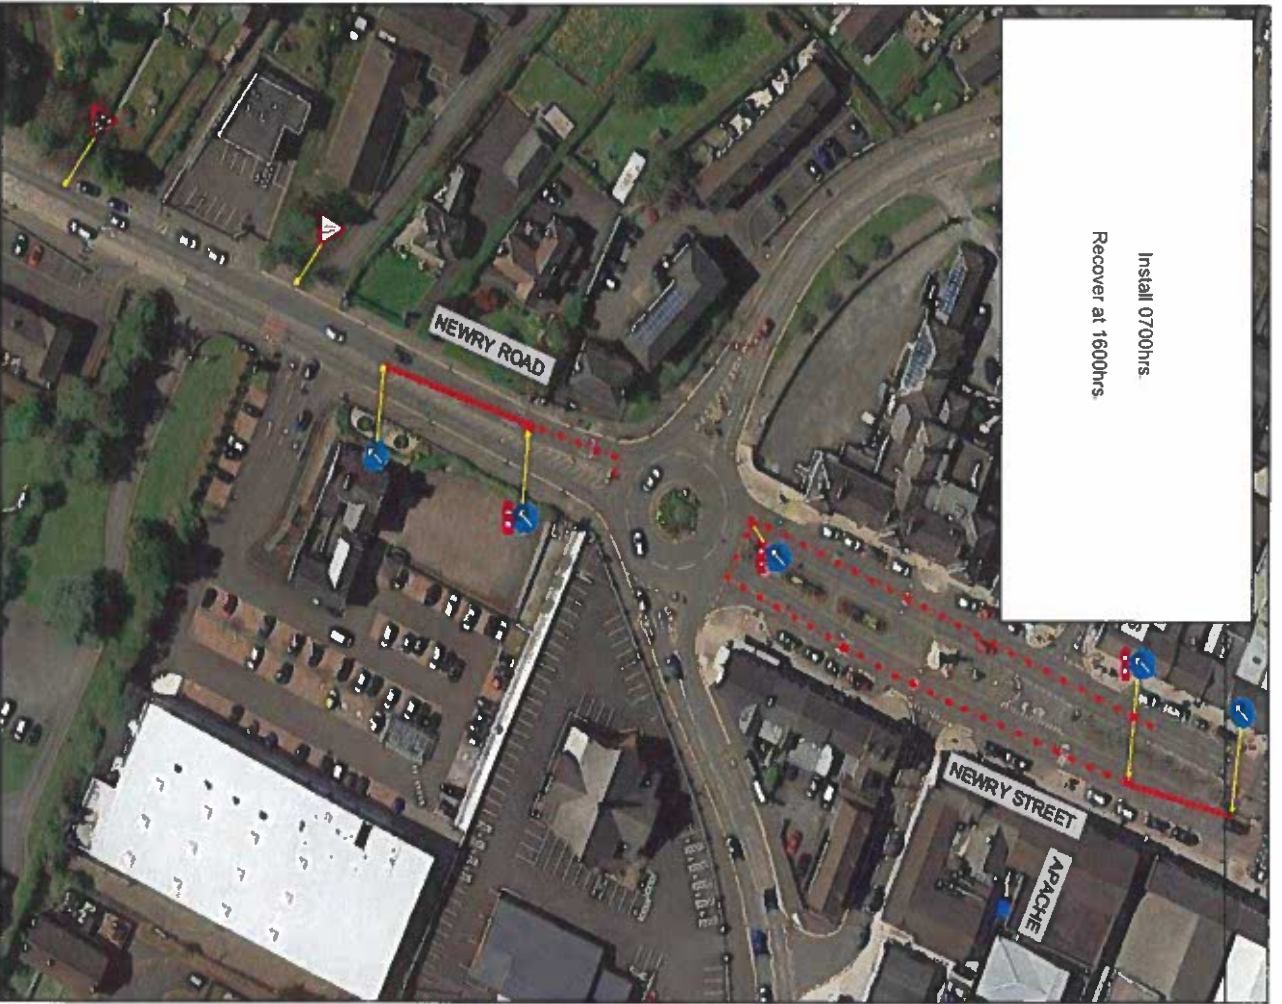 Install 0700hrs.
Recover at 1600hrs.
NEWRY ROAD
NEWRY STREET
APACHE